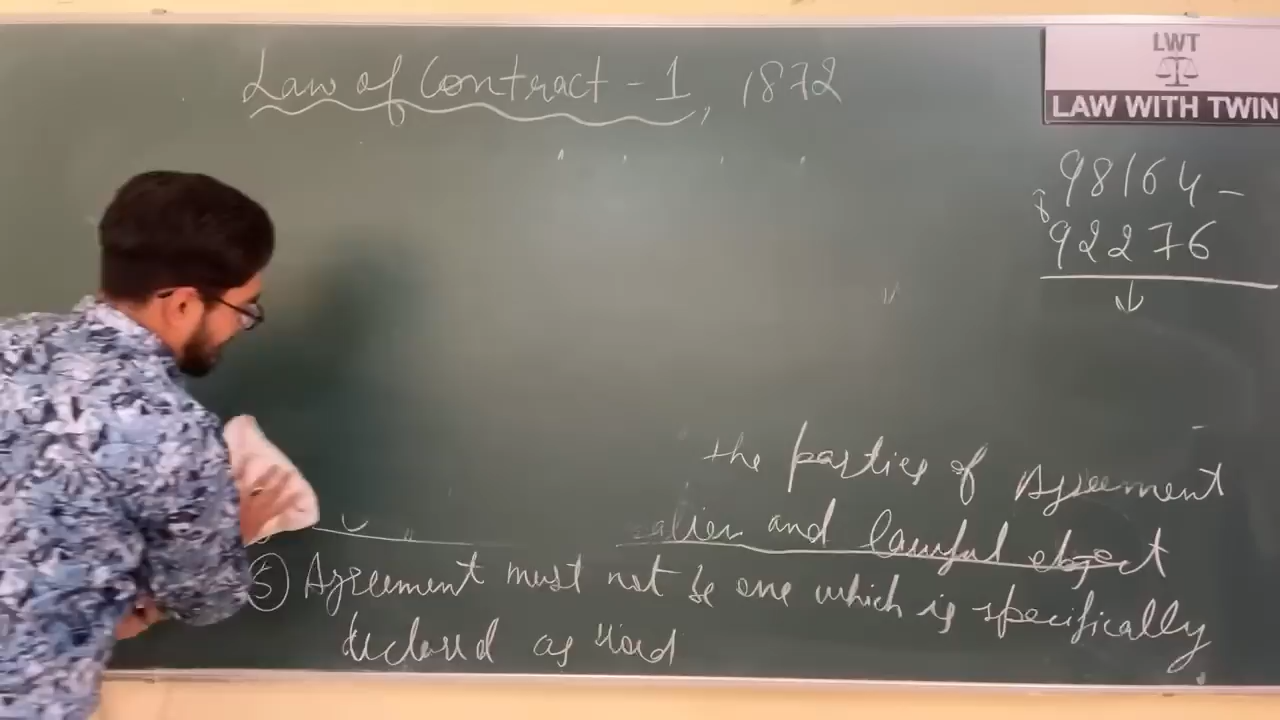 Law of Contract - 1, 1872
LWT
LAW WITH TWIN
98164-
92276
the parties of Agreement
and lawful object
⑤ Agreement must not be one which is specifically
declared as void